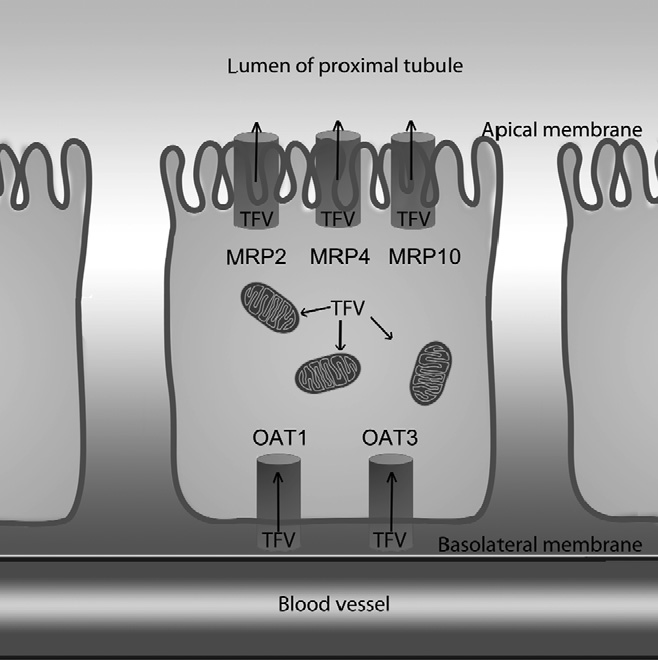 Lumen of proximal tubule
Apical membrane
TFV TFV TFV
MRP2 MRP4 MRP10
TFV
OAT1 OAT3
TFV TFV
Basolateral membrane
Blood vessel